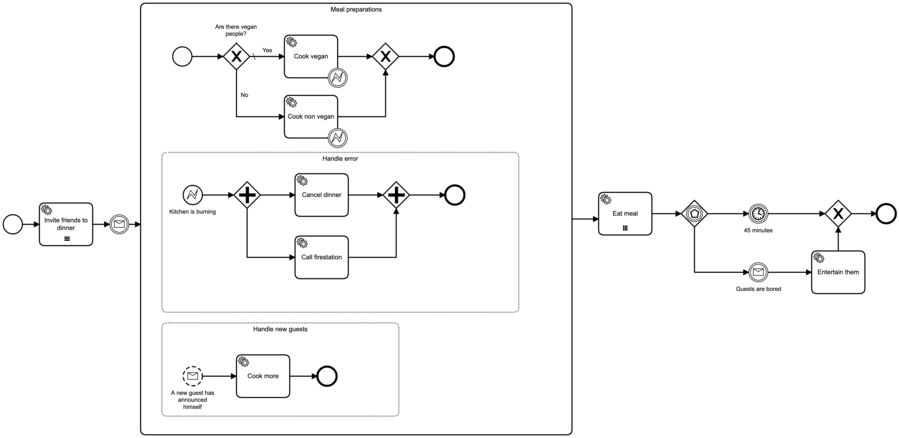 Meal preparations
Are there vegan
people?
Yes
Cook vegan
No
Cook non vegan
Handle error
Kitchen is burning
Cancel dinner
Call firestation
Invite friends to
dinner
Eat meal
45 minutes
Guests are bored
Entertain them
Handle new guests
Cook more
A new guest has
announced
himself